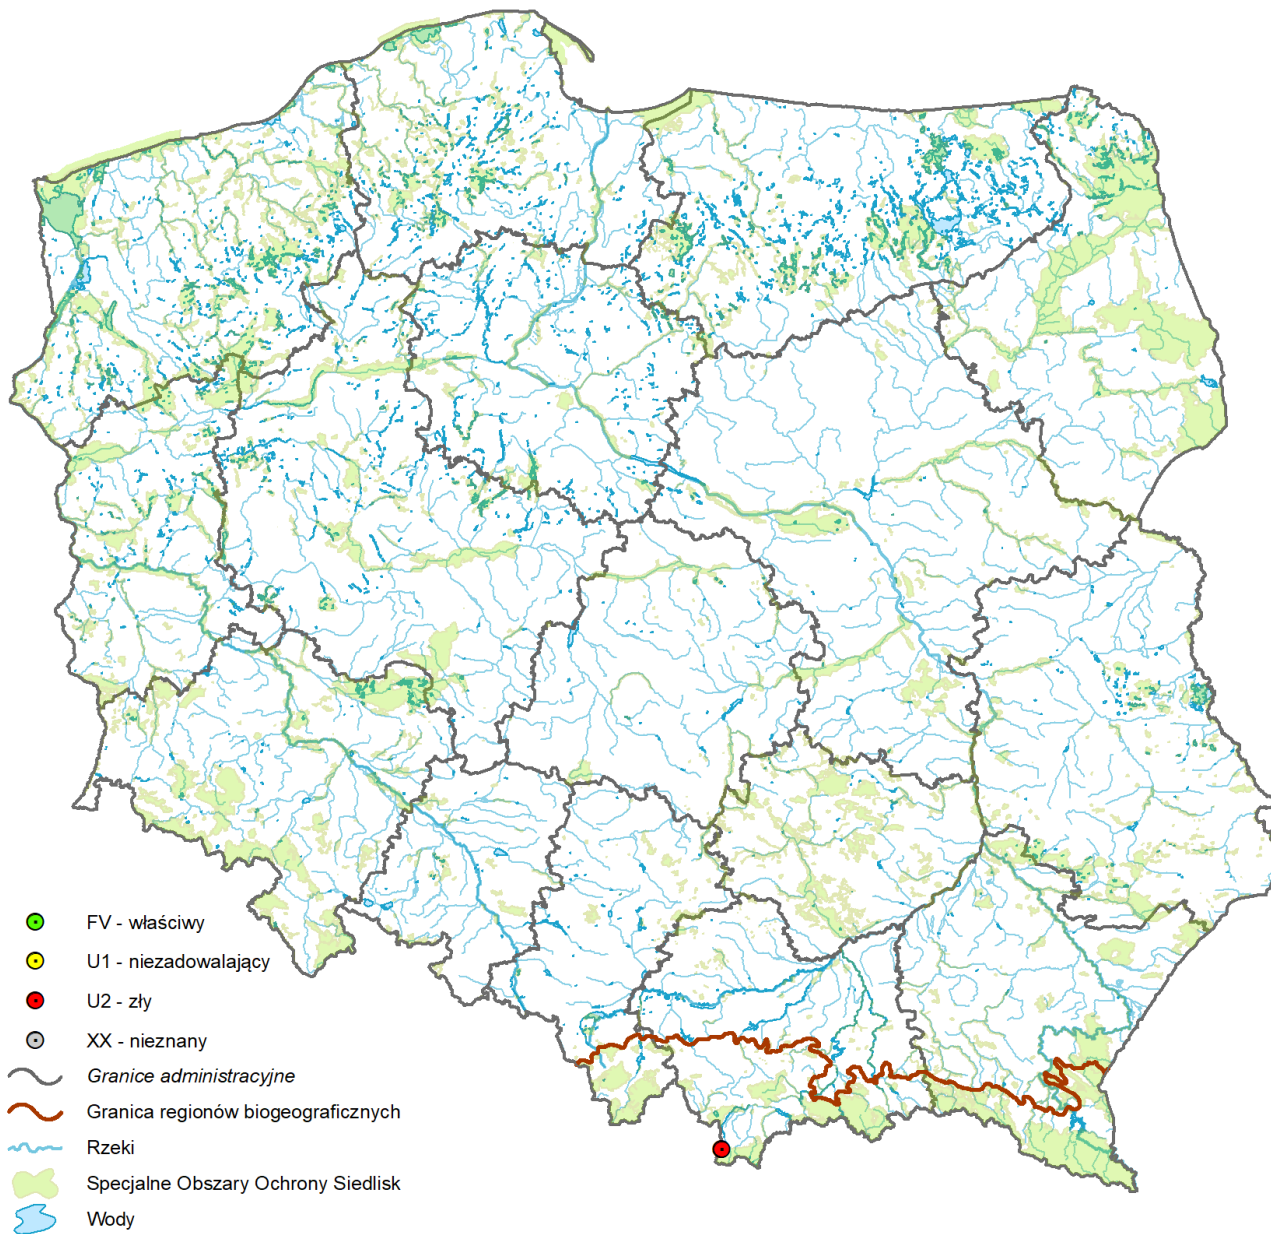 FV - właściwy
U1 - niezadowalający
U2 - zły
XX - nieznany
Granice administracyjne
Granica regionów biogeograficznych
Rzeki
Specjalne Obszary Ochrony Siedlisk
Wody